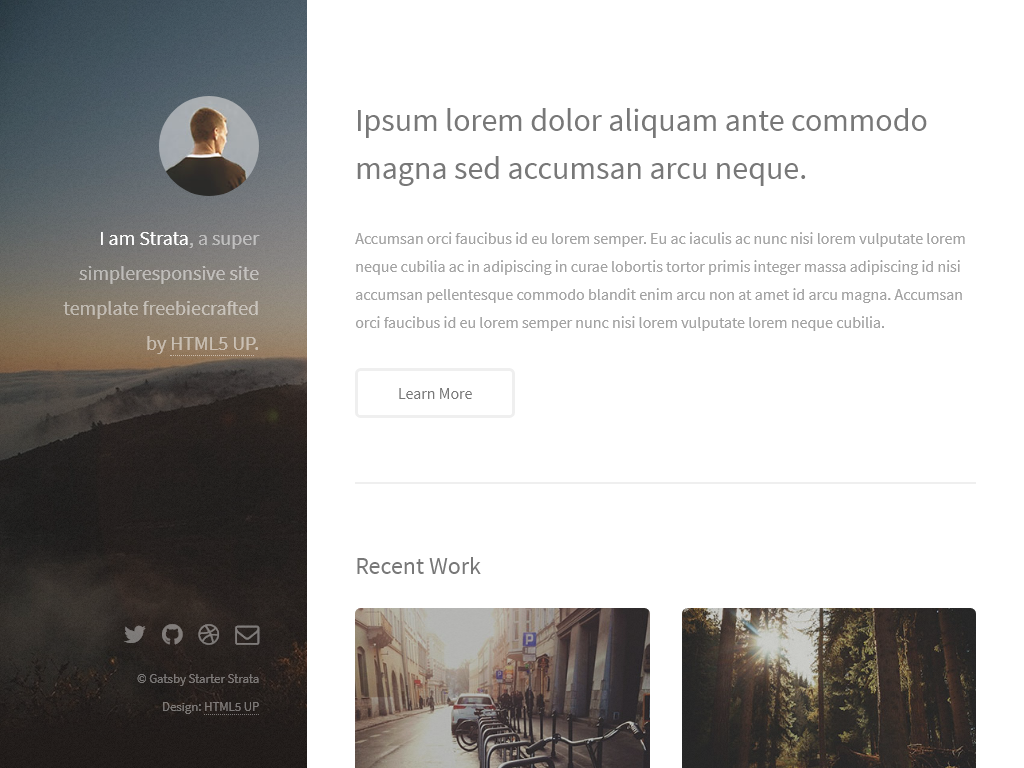 I am Strata, a super
simpleresponsive site
template freebiecrafted
by HTML5 UP.
© Gatsby Starter Strata
Design: HTML5 UP
Ipsum lorem dolor aliquam ante commodo
magna sed accumsan arcu neque.
Accumsan orci faucibus id eu lorem semper. Eu ac iaculis ac nunc nisi lorem vulputate lorem
neque cubilia ac in adipiscing in curae lobortis tortor primis integer massa adipiscing id nisi
accumsan pellentesque commodo blandit enim arcu non at amet id arcu magna. Accumsan
orci faucibus id eu lorem semper nunc nisi lorem vulputate lorem neque cubilia.
Learn More
Recent Work
P